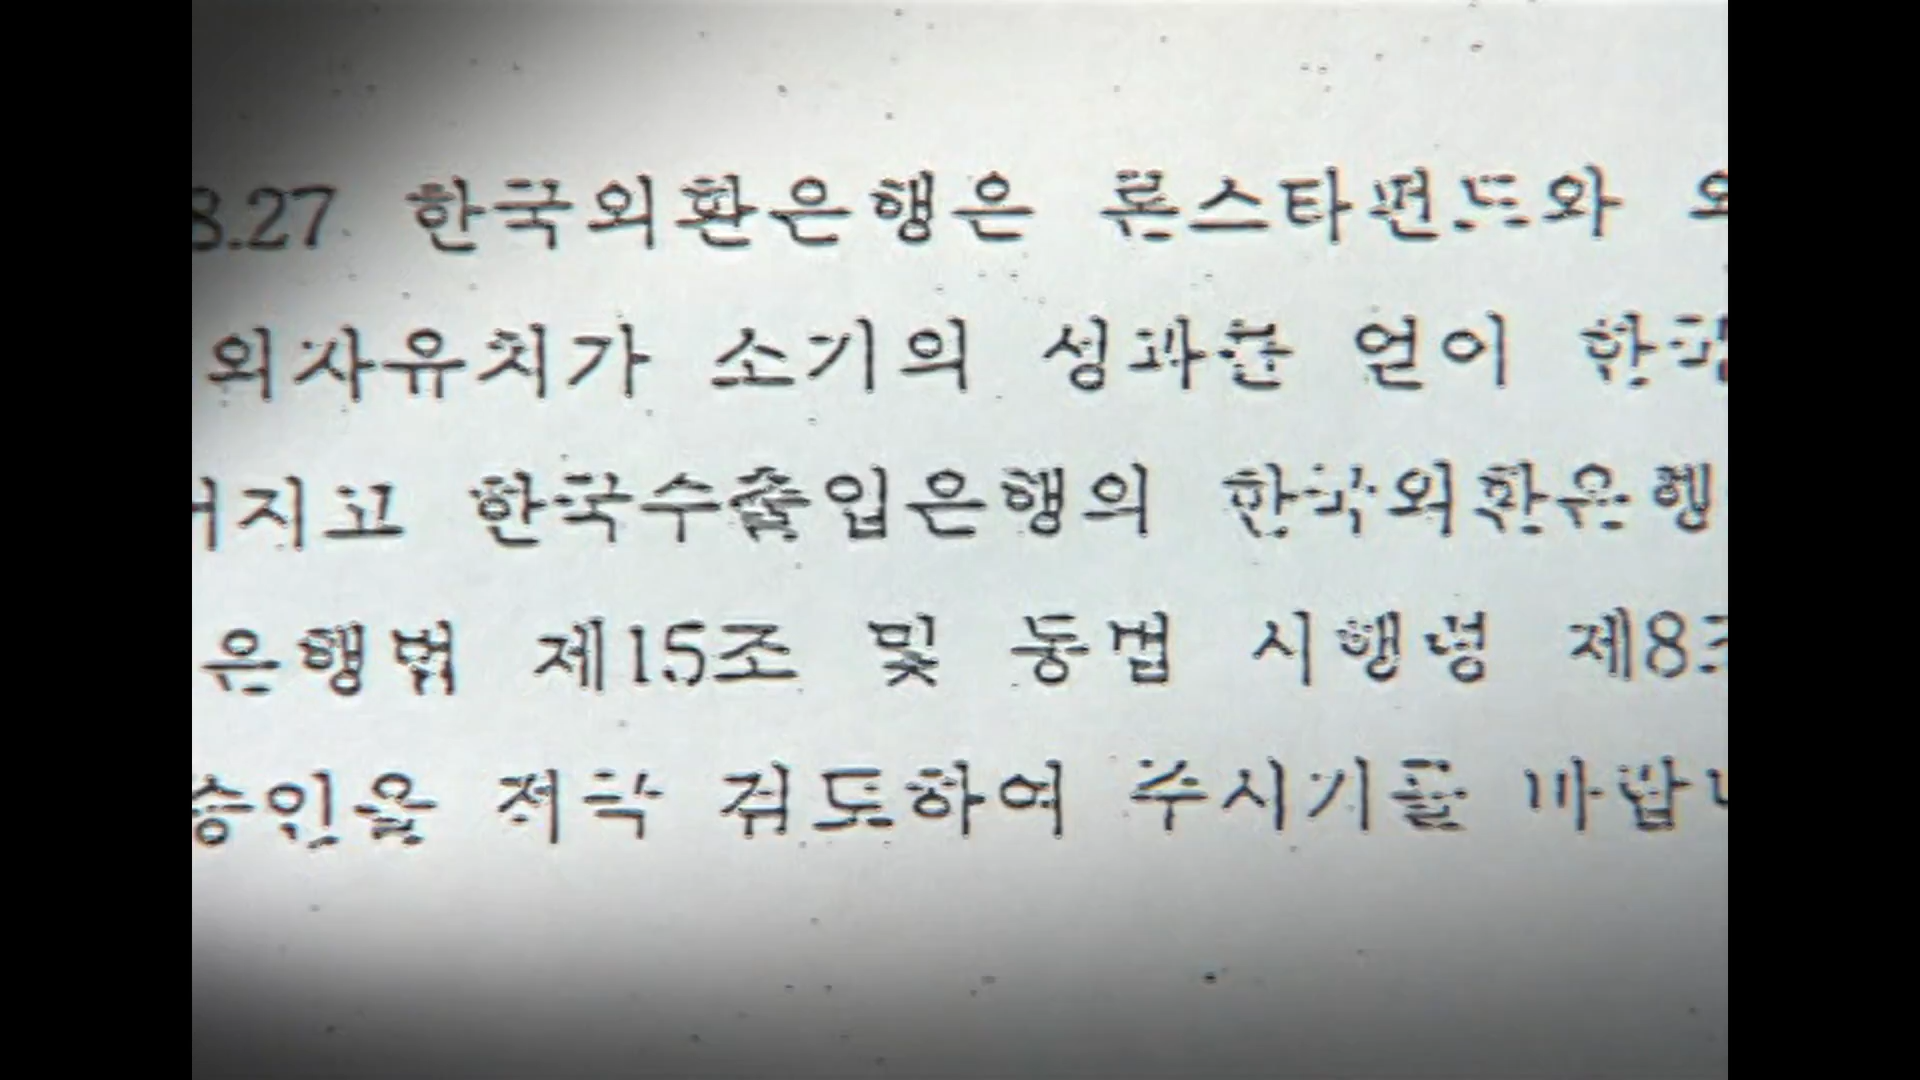 8.27 한국외환은행은 론스타펀드와
외자유치가 소기의 성과를 얻어 한국
지고 한국수출입은행의 한국외환은행
은행법 제15조 및 동법 시행령 제8조
승인을 적극 검토하여 주시기를 바랍니